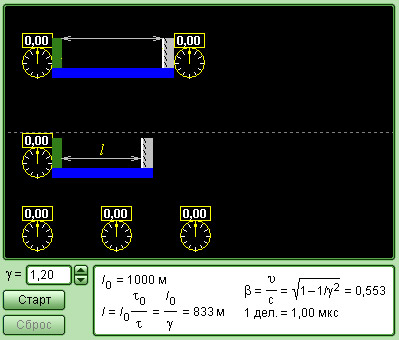 0,00 0,00
0,00
l
0,00 0,00 0,00
γ = 1,20
Старт
Сброс
l₀ = 1000 м
l = l₀ τ₀/τ = l₀/γ = 833 м
β = υ/c = √1−1/γ² = 0,553
1 дел. = 1,00 мкс